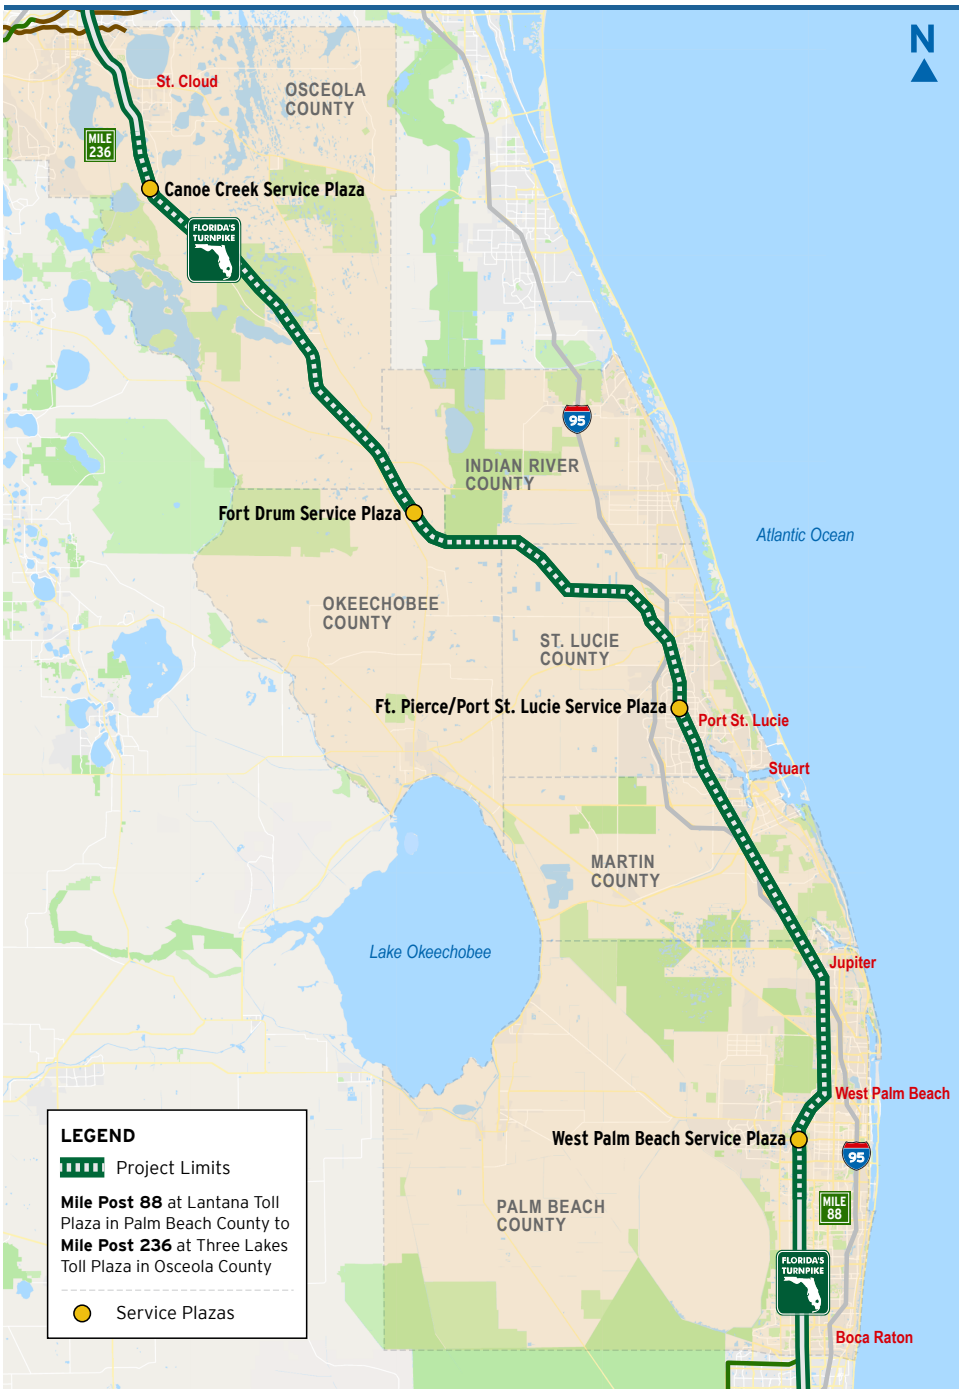 N
St. Cloud
OSCEOLA
COUNTY
MILE
236
Canoe Creek Service Plaza
FLORIDA'S
TURNPIKE
95
INDIAN RIVER
COUNTY
Fort Drum Service Plaza
Atlantic Ocean
OKEECHOBEE
COUNTY
ST. LUCIE
COUNTY
Ft. Pierce/Port St. Lucie Service Plaza
Port St. Lucie
Stuart
MARTIN
COUNTY
Lake Okeechobee
Jupiter
West Palm Beach
West Palm Beach Service Plaza
95
PALM BEACH
COUNTY
MILE
88
FLORIDA'S
TURNPIKE
Boca Raton
LEGEND
Project Limits
Mile Post 88 at Lantana Toll
Plaza in Palm Beach County to
Mile Post 236 at Three Lakes
Toll Plaza in Osceola County
Service Plazas